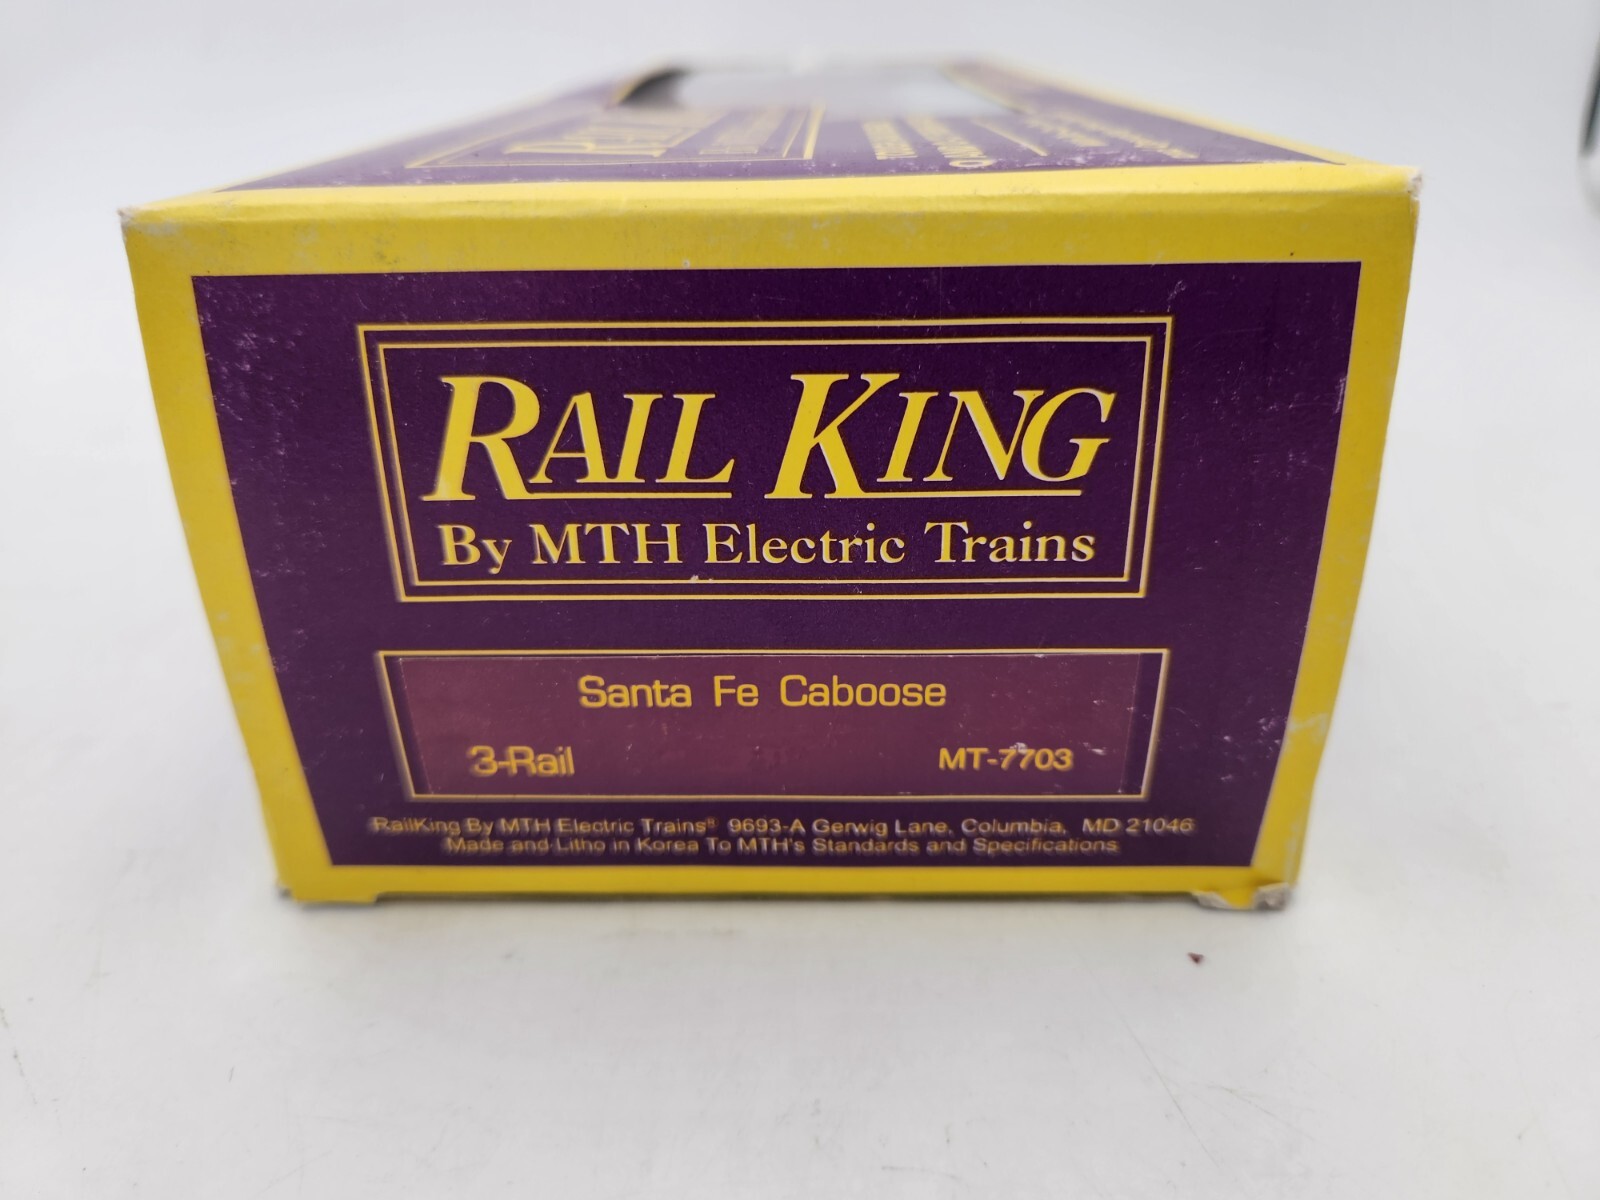 RAIL KING
By MTH Electric Trains
Santa Fe Caboose
3-Rail MT-7703
RailKing By MTH Electric Trains® 9693-A Gerwig Lane, Columbia, MD 21046
Made and Litho in Korea To MTH's Standards and Specifications